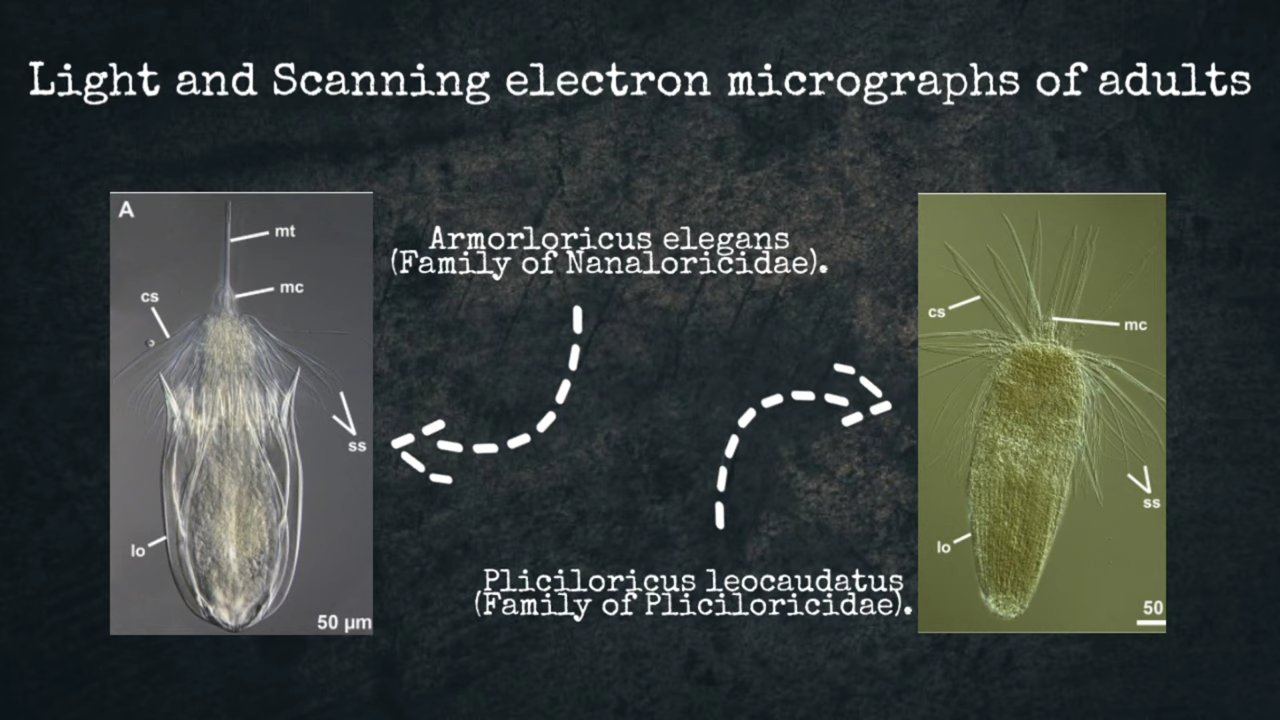 Light and Scanning electron micrographs of adults
A
mt
mc
cs
ss
lo
50 µm
Armorloricus elegans
(Family of Nanaloricidae).
Pliciloricus leocaudatus
(Family of Pliciloricidae).
cs
mc
ss
lo
50